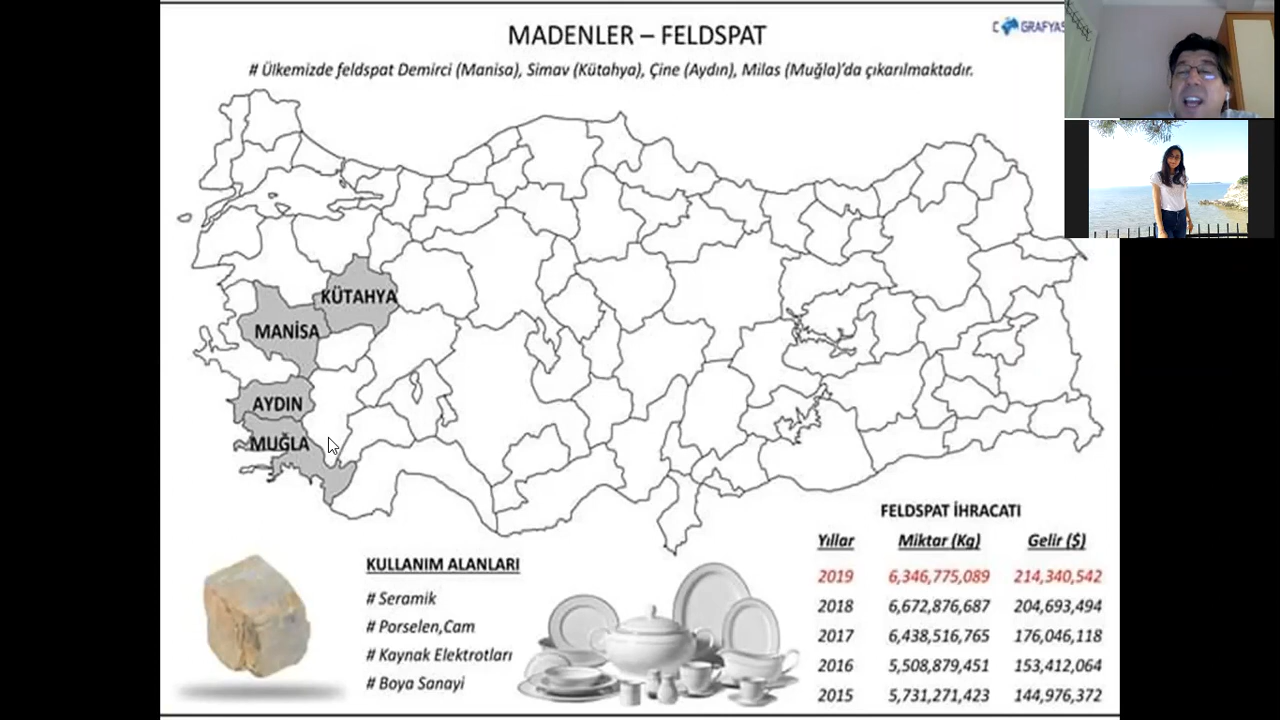 MADENLER – FELDSPAT
GRAFYAS
# Ülkemizde feldspat Demirci (Manisa), Simav (Kütahya), Çine (Aydın), Milas (Muğla)'da çıkarılmaktadır.
KÜTAHYA
MANİSA
AYDIN
MUĞLA
KULLANIM ALANLARI
# Seramik
# Porselen,Cam
# Kaynak Elektrotları
# Boya Sanayi
FELDSPAT İHRACATI
Yıllar Miktar (Kg) Gelir ($)
2019 6,346,775,089 214,340,542
2018 6,672,876,687 204,693,494
2017 6,438,516,765 176,046,118
2016 5,508,879,451 153,412,064
2015 5,731,271,423 144,976,372